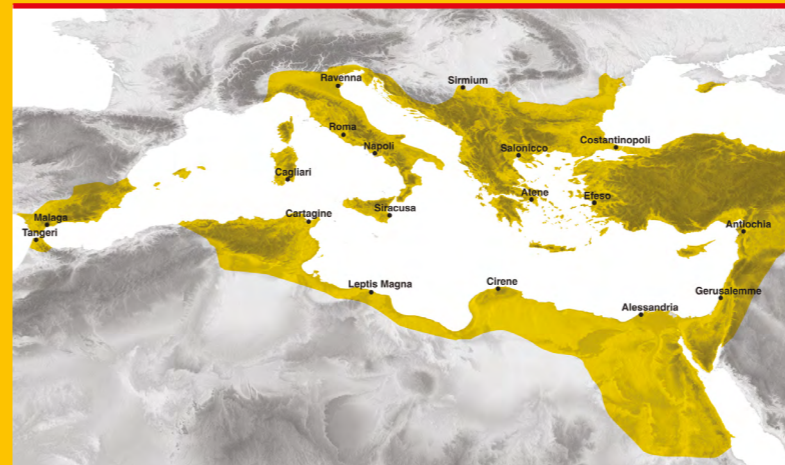 Ravenna
Sirmium
Roma
Costantinopoli
Napoli
Salonicco
Cagliari
Atene
Efeso
Cartagine
Siracusa
Malaga
Tangeri
Antiochia
Leptis Magna
Cirene
Gerusalemme
Alessandria